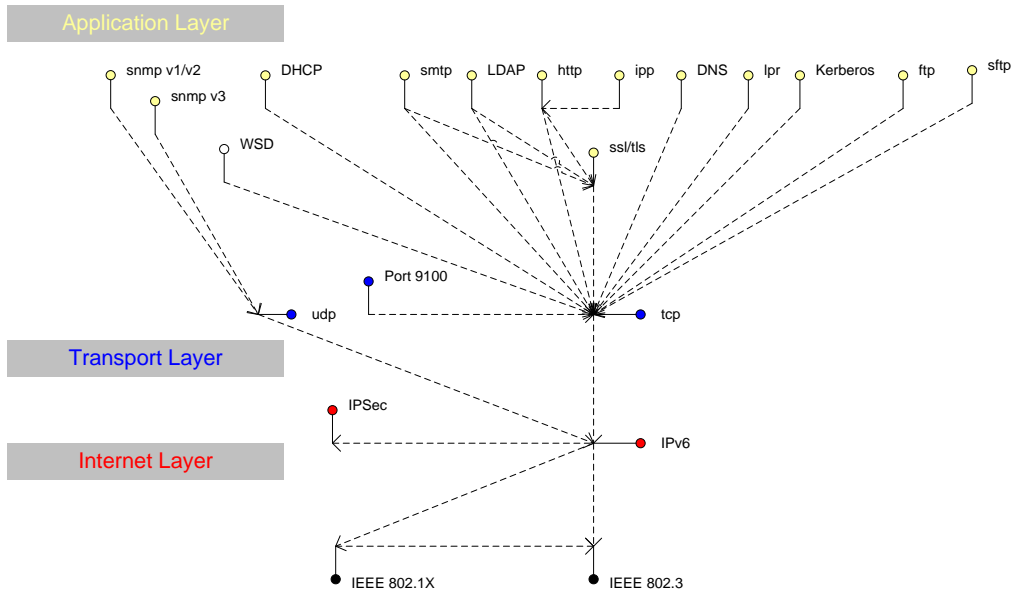 Application Layer
snmp v1/v2
DHCP
smtp
LDAP
http
ipp
DNS
lpr
Kerberos
ftp
sftp
snmp v3
WSD
ssl/tls
Port 9100
udp
tcp
Transport Layer
IPSec
IPv6
Internet Layer
IEEE 802.1X
IEEE 802.3